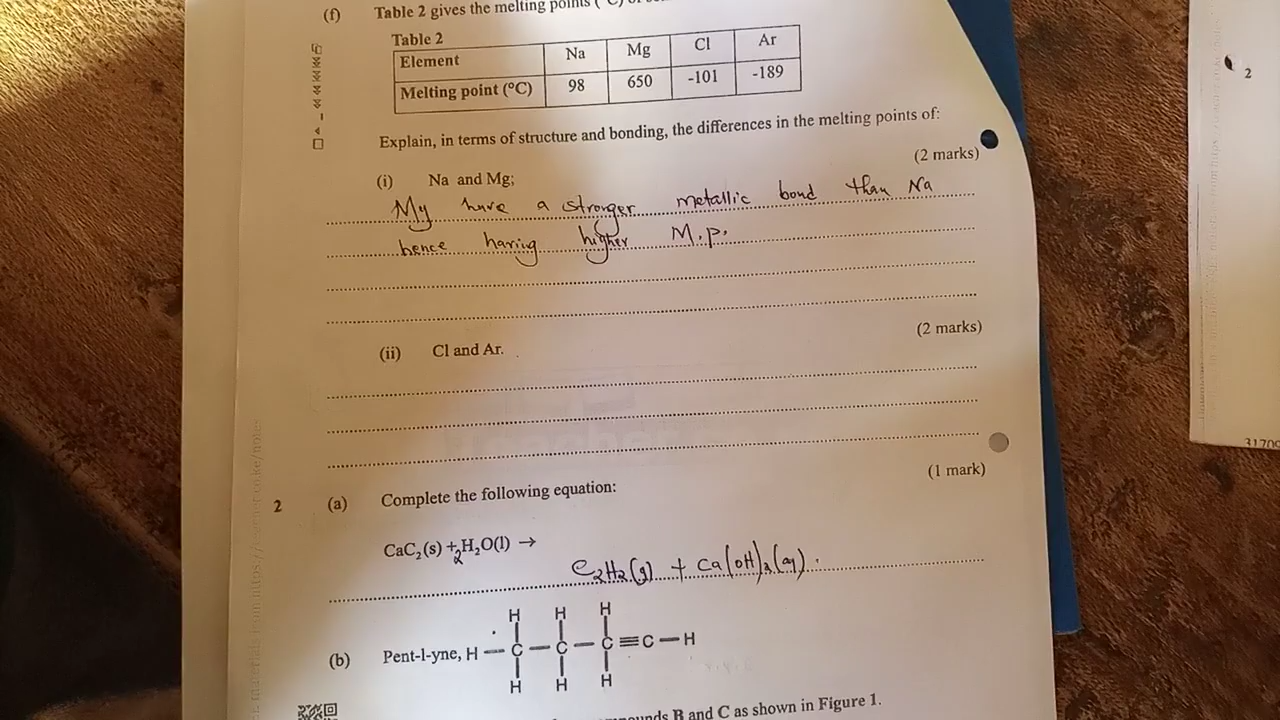 (f) Table 2 gives the melting points (°C) of
Table 2
Element Na Mg Cl Ar
Melting point (°C) 98 650 -101 -189
Explain, in terms of structure and bonding, the differences in the melting points of:
(i) Na and Mg; (2 marks)
Mg have a stronger metallic bond than Na
hence having higher M.p.
(ii) Cl and Ar. (2 marks)
2 (a) Complete the following equation: (1 mark)
CaC₂(s) + 2H₂O(l) →
C₂H₂(g) + Ca(OH)₂(aq).
H H H
(b) Pent-l-yne, H — C — C — C ≡ C — H
H H H
B and C as shown in Figure 1.
2